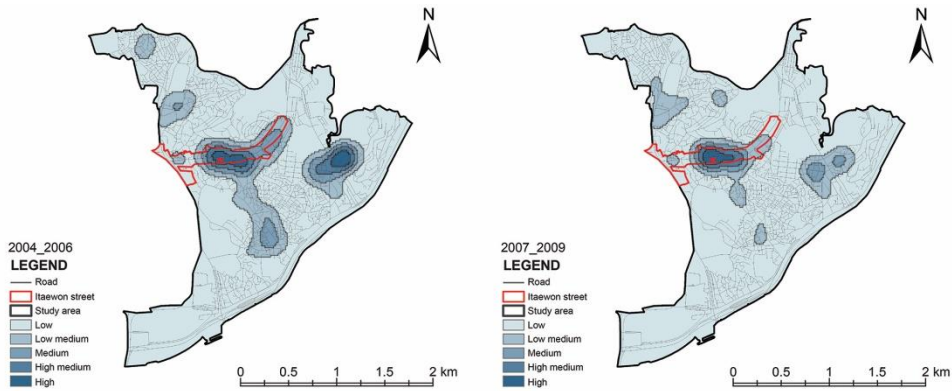 N
2004_2006
LEGEND
Road
Itaewon street
Study area
Low
Low medium
Medium
High medium
High
0 0.5 1 1.5 2 km
N
2007_2009
LEGEND
Road
Itaewon street
Study area
Low
Low medium
Medium
High medium
High
0 0.5 1 1.5 2 km